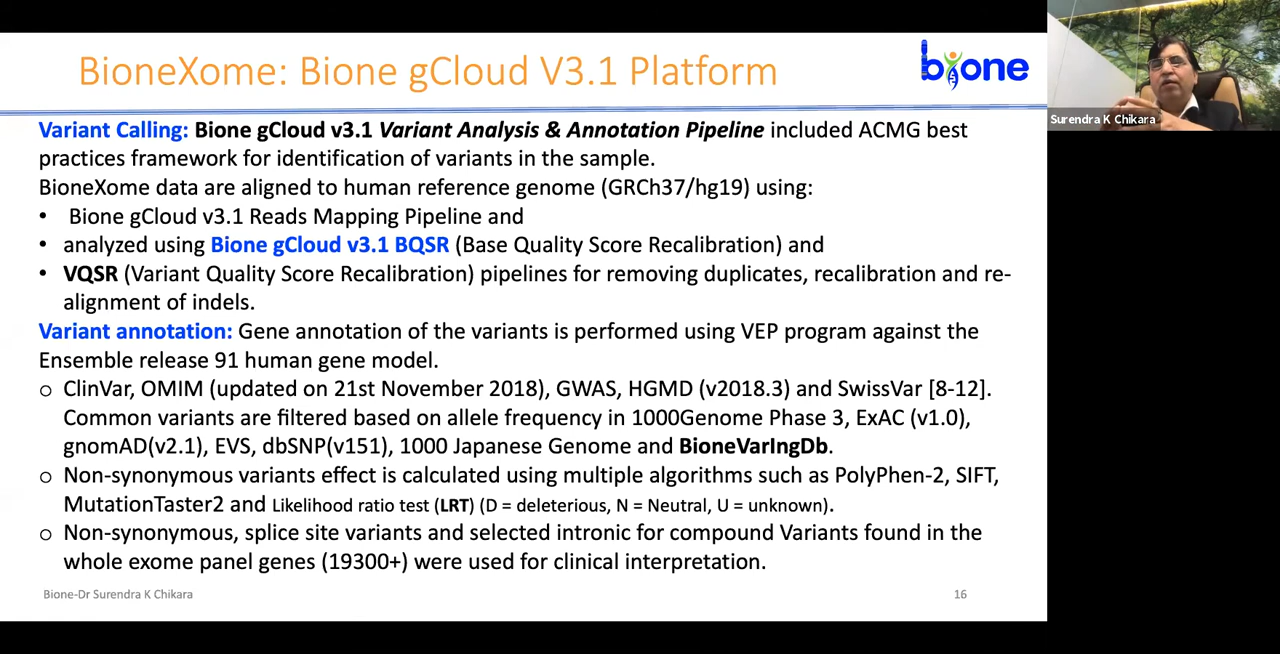 BioneXome: Bione gCloud V3.1 Platform
bione
Surendra K Chikara
Variant Calling: Bione gCloud v3.1 Variant Analysis & Annotation Pipeline included ACMG best
practices framework for identification of variants in the sample.
BioneXome data are aligned to human reference genome (GRCh37/hg19) using:
• Bione gCloud v3.1 Reads Mapping Pipeline and
• analyzed using Bione gCloud v3.1 BQSR (Base Quality Score Recalibration) and
• VQSR (Variant Quality Score Recalibration) pipelines for removing duplicates, recalibration and re-
alignment of indels.
Variant annotation: Gene annotation of the variants is performed using VEP program against the
Ensemble release 91 human gene model.
o ClinVar, OMIM (updated on 21st November 2018), GWAS, HGMD (v2018.3) and SwissVar [8-12].
Common variants are filtered based on allele frequency in 1000Genome Phase 3, ExAC (v1.0),
gnomAD(v2.1), EVS, dbSNP(v151), 1000 Japanese Genome and BioneVarIngDb.
o Non-synonymous variants effect is calculated using multiple algorithms such as PolyPhen-2, SIFT,
MutationTaster2 and Likelihood ratio test (LRT) (D = deleterious, N = Neutral, U = unknown).
o Non-synonymous, splice site variants and selected intronic for compound Variants found in the
whole exome panel genes (19300+) were used for clinical interpretation.
Bione-Dr Surendra K Chikara
16